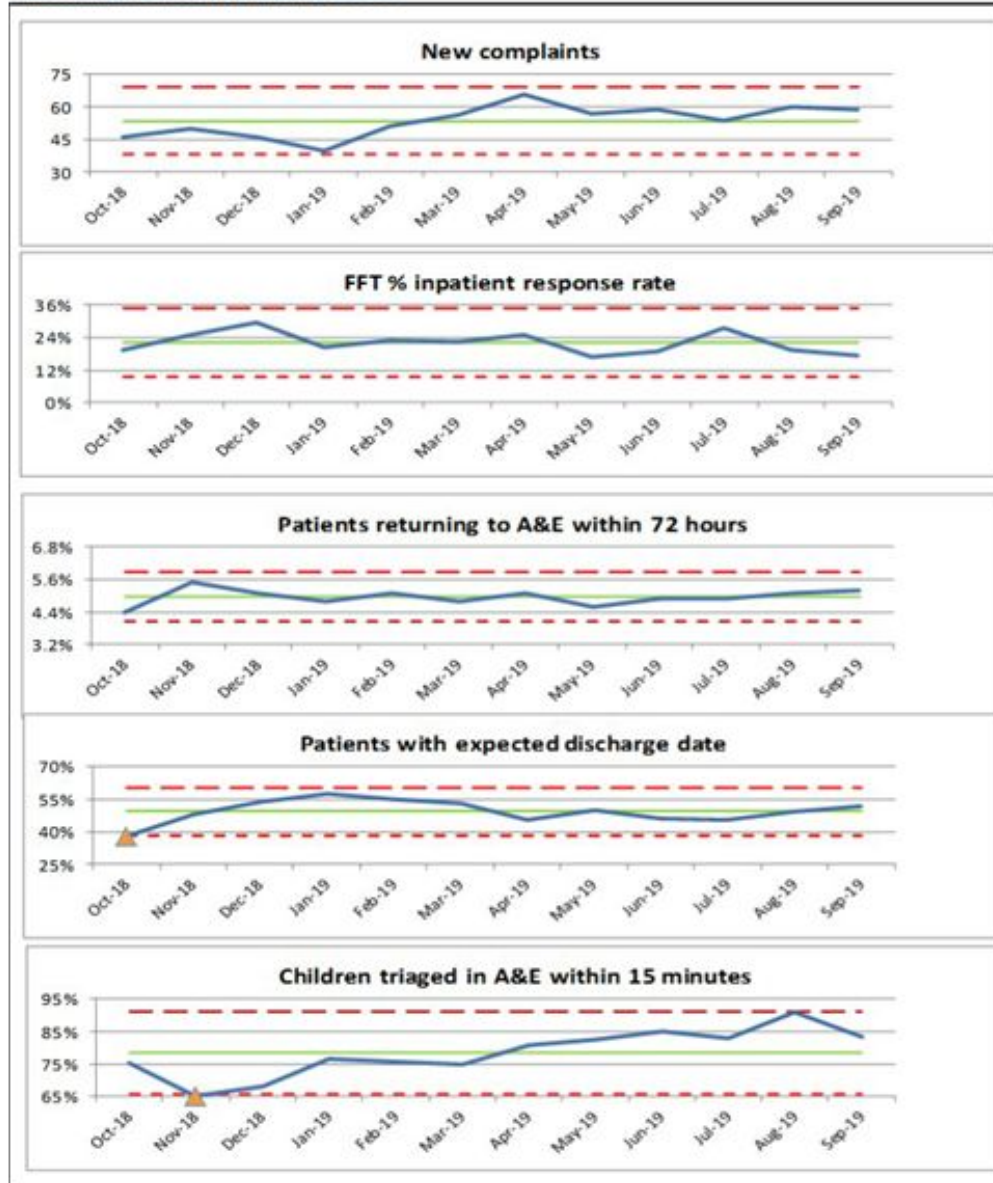 New complaints
75
60
45
30
Oct-18 Nov-18 Dec-18 Jan-19 Feb-19 Mar-19 Apr-19 May-19 Jun-19 Jul-19 Aug-19 Sep-19
FFT % inpatient response rate
36%
24%
12%
0%
Oct-18 Nov-18 Dec-18 Jan-19 Feb-19 Mar-19 Apr-19 May-19 Jun-19 Jul-19 Aug-19 Sep-19
Patients returning to A&E within 72 hours
6.8%
5.6%
4.4%
3.2%
Oct-18 Nov-18 Dec-18 Jan-19 Feb-19 Mar-19 Apr-19 May-19 Jun-19 Jul-19 Aug-19 Sep-19
Patients with expected discharge date
70%
55%
40%
25%
Oct-18 Nov-18 Dec-18 Jan-19 Feb-19 Mar-19 Apr-19 May-19 Jun-19 Jul-19 Aug-19 Sep-19
Children triaged in A&E within 15 minutes
95%
85%
75%
65%
Oct-18 Nov-18 Dec-18 Jan-19 Feb-19 Mar-19 Apr-19 May-19 Jun-19 Jul-19 Aug-19 Sep-19